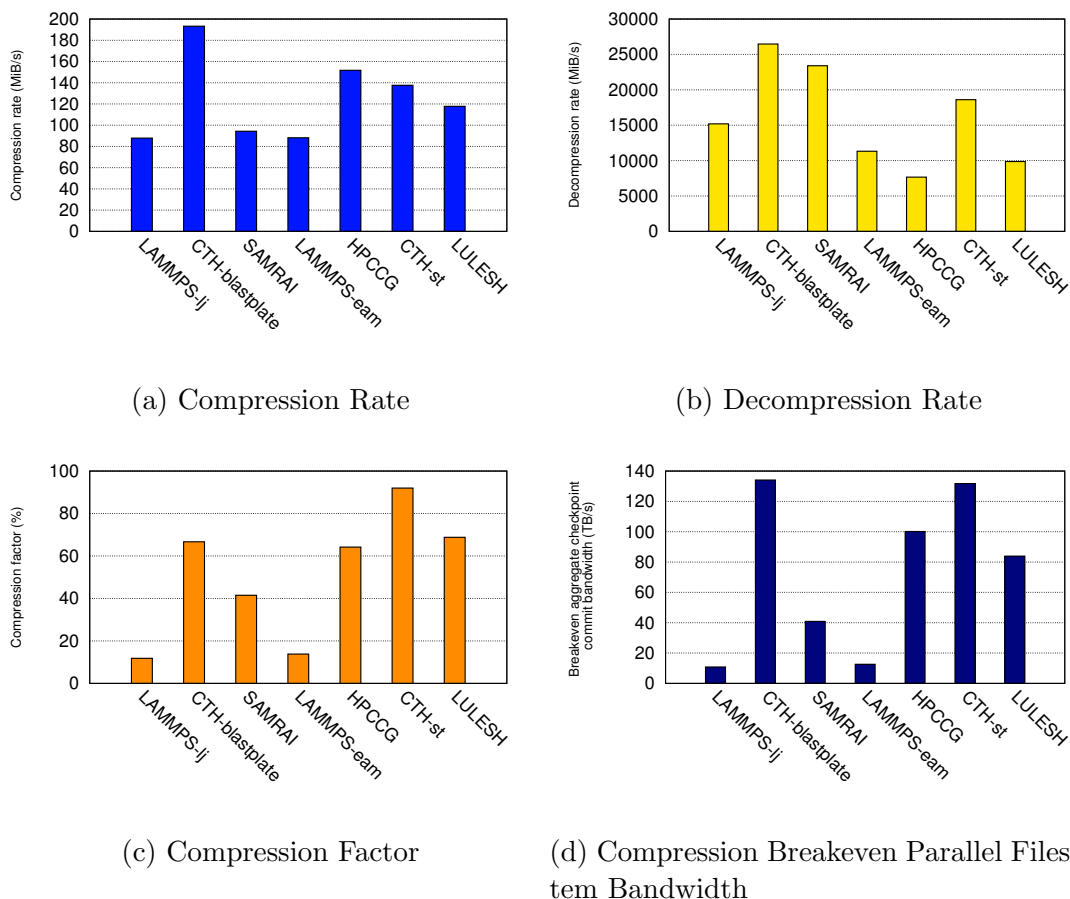 200
180
160
140
120
100
80
60
40
20
0
Compression rate (MiB/s)
LAMMPS-lj
CTH-blastplate
SAMRAI
LAMMPS-eam
HPCCG
CTH-st
LULESH
(a) Compression Rate
30000
25000
20000
15000
10000
5000
0
Decompression rate (MiB/s)
LAMMPS-lj
CTH-blastplate
SAMRAI
LAMMPS-eam
HPCCG
CTH-st
LULESH
(b) Decompression Rate
100
80
60
40
20
0
Compression factor (%)
LAMMPS-lj
CTH-blastplate
SAMRAI
LAMMPS-eam
HPCCG
CTH-st
LULESH
(c) Compression Factor
140
120
100
80
60
40
20
0
Breakeven aggregate checkpoint
commit bandwidth (TB/s)
LAMMPS-lj
CTH-blastplate
SAMRAI
LAMMPS-eam
HPCCG
CTH-st
LULESH
(d) Compression Breakeven Parallel Files
tem Bandwidth